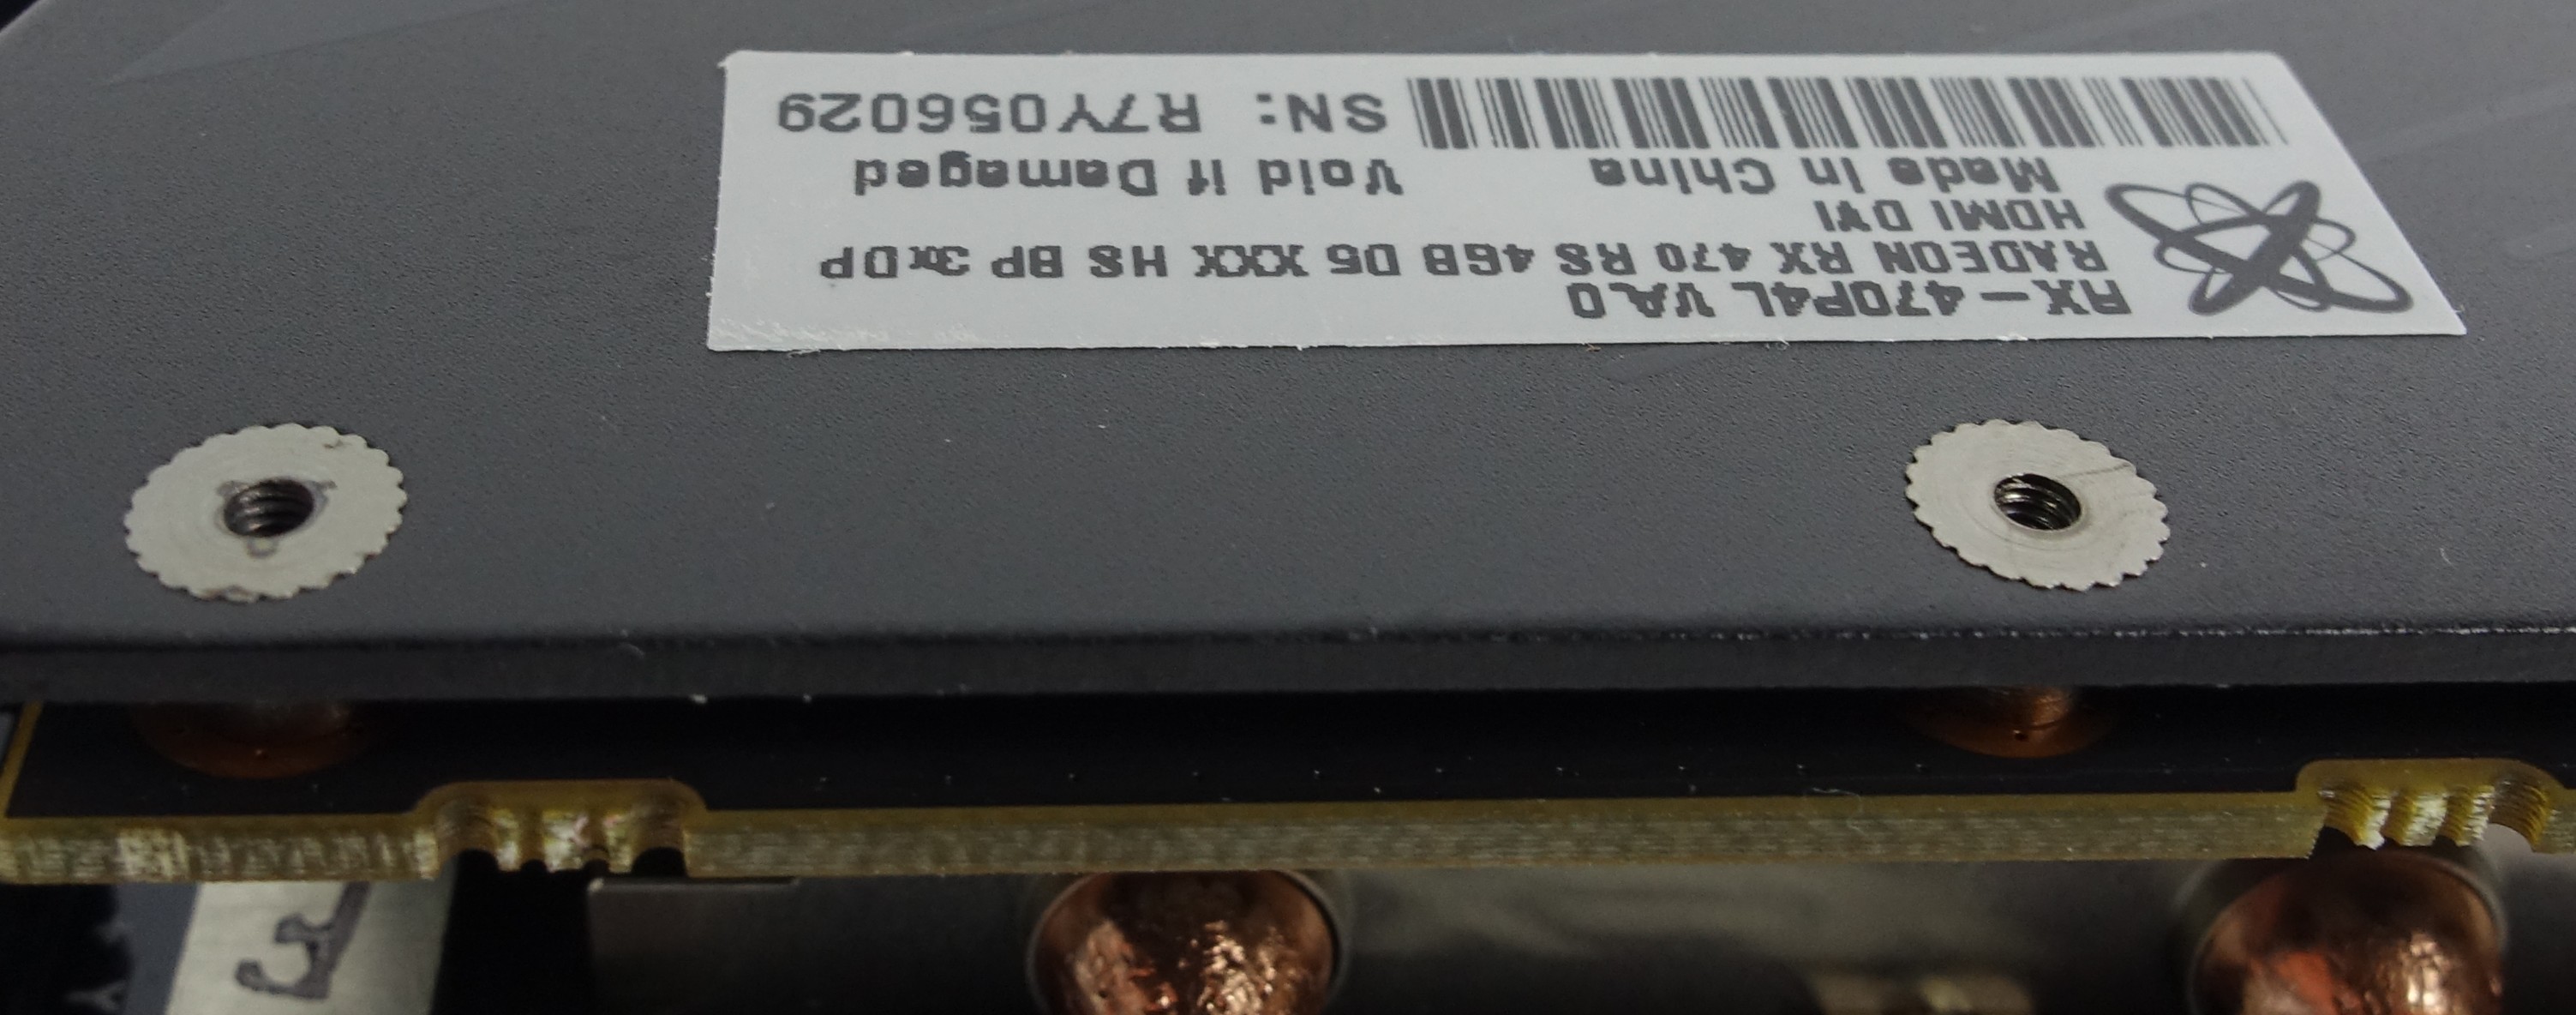 RX-470P4L VA.0
RADEON RX 470 RS 4GB D5 XXX HS BP 3xDP
HDMI DVI
Made in China Void if Damaged
SN: R7Y056029